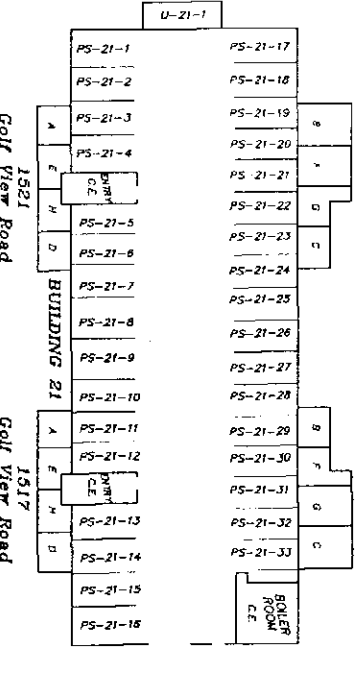 U-21-1
PS-21-1
PS-21-2
PS-21-3
PS-21-4
ENTRY
C.E.
PS-21-5
PS-21-6
PS-21-7
PS-21-8
PS-21-9
PS-21-10
PS-21-11
PS-21-12
ENTRY
C.E.
PS-21-13
PS-21-14
PS-21-15
PS-21-16
PS-21-17
PS-21-18
PS-21-19
PS-21-20
PS-21-21
PS-21-22
PS-21-23
PS-21-24
PS-21-25
PS-21-26
PS-21-27
PS-21-28
PS-21-29
PS-21-30
PS-21-31
PS-21-32
PS-21-33
BOILER
ROOM
C.E.
A
E
H
D
1521
Golf View Road
BUILDING 21
A
E
H
D
1517
Golf View Road
B
G
C
B
F
G
C